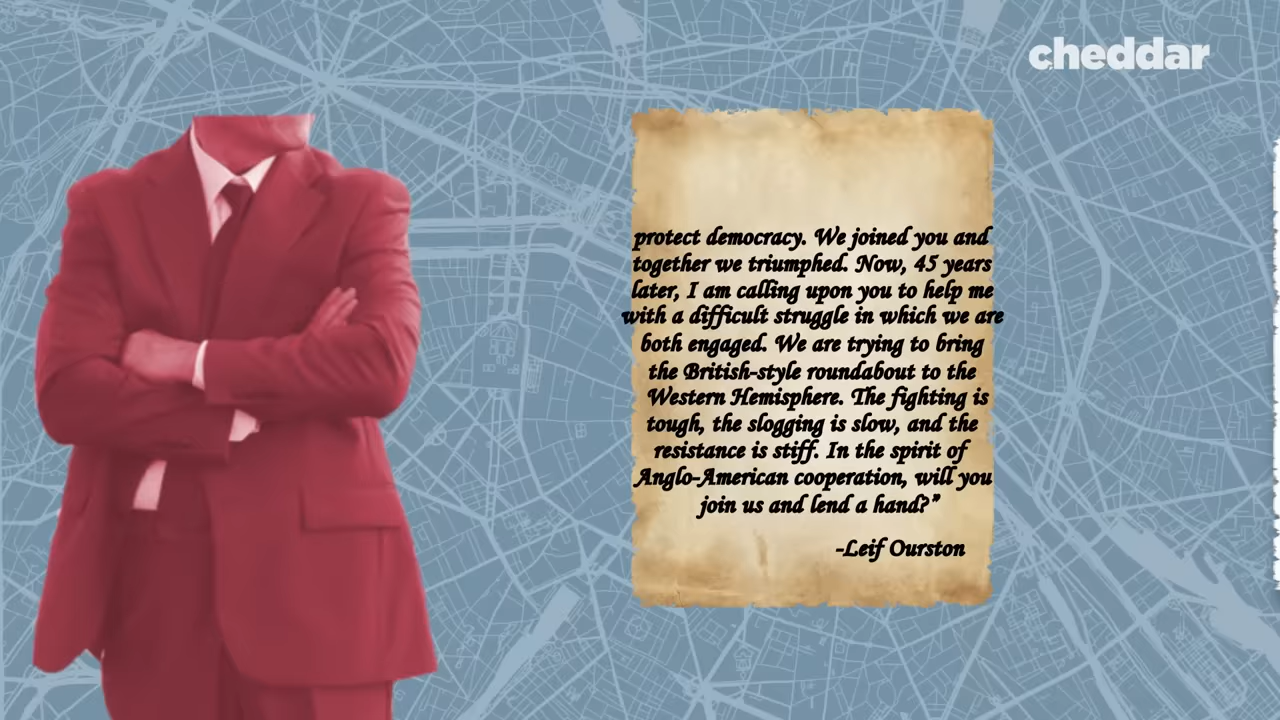 cheddar
protect democracy. We joined you and
together we triumphed. Now, 45 years
later, I am calling upon you to help me
with a difficult struggle in which we are
both engaged. We are trying to bring
the British-style roundabout to the
Western Hemisphere. The fighting is
tough, the slogging is slow, and the
resistance is stiff. In the spirit of
Anglo-American cooperation, will you
join us and lend a hand?”
-Leif Ourston